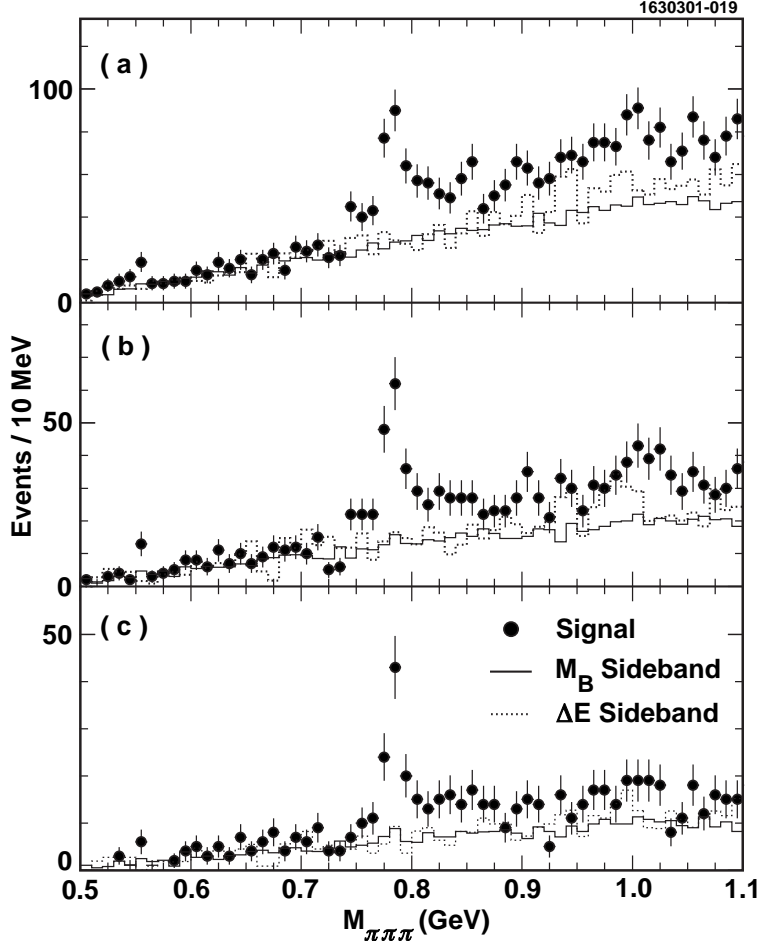 1630301-019
( a )
100
0
( b )
50
0
( c )
50
0
Signal
M_B Sideband
ΔE Sideband
Events / 10 MeV
0.5 0.6 0.7 0.8 0.9 1.0 1.1
M_πππ (GeV)